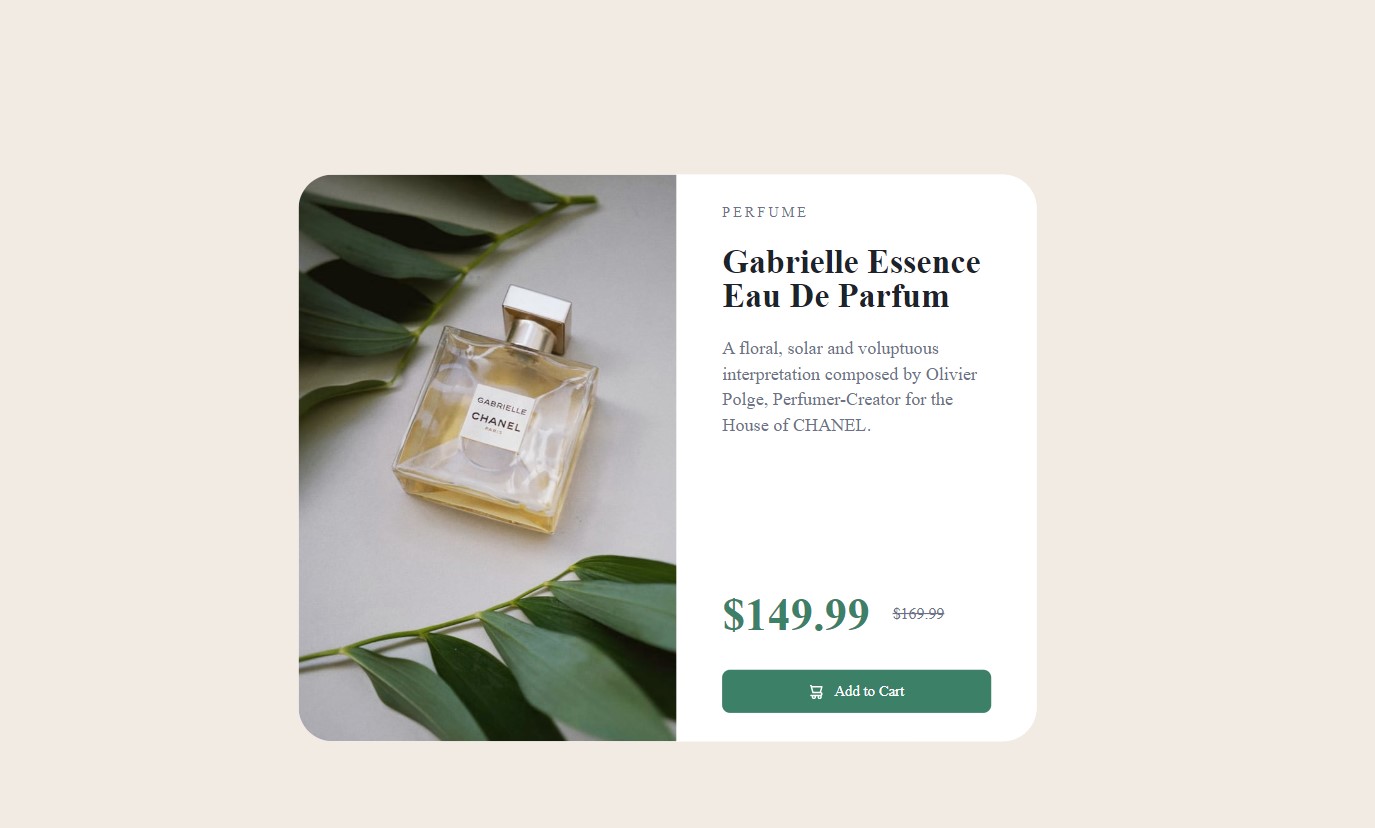 GABRIELLE
CHANEL
PARIS
PERFUME
Gabrielle Essence
Eau De Parfum
A floral, solar and voluptuous
interpretation composed by Olivier
Polge, Perfumer-Creator for the
House of CHANEL.
$149.99 $169.99
Add to Cart